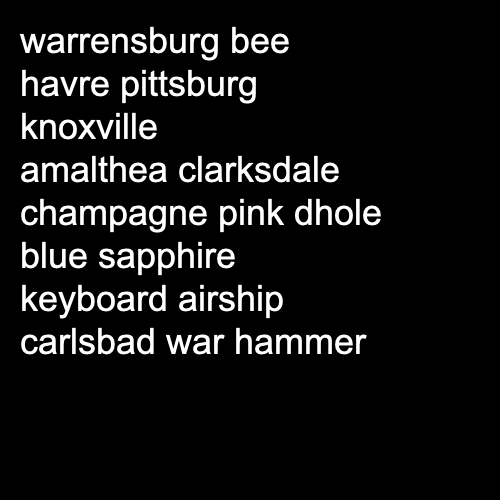 warrensburg bee
havre pittsburg
knoxville
amalthea clarksdale
champagne pink dhole
blue sapphire
keyboard airship
carlsbad war hammer